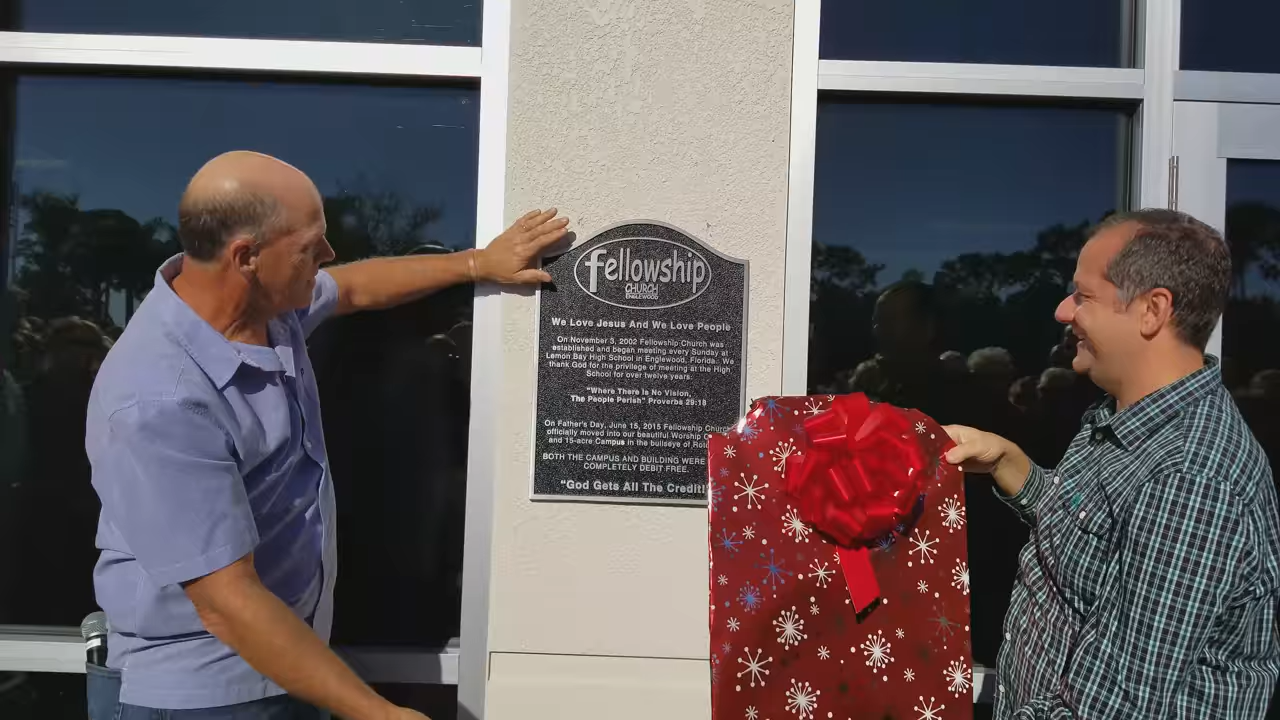 fellowship
CHURCH
ENGLEWOOD
We Love Jesus And We Love People
On November 3, 2002 Fellowship Church was
established and began meeting every Sunday at
Lemon Bay High School in Englewood, Florida. We
thank God for the privilege of meeting at the High
School for over twelve years.
"Where There Is No Vision,
The People Perish" Proverbs 29:18
On Father's Day, June 15, 2015 Fellowship Churc
officially moved into our beautiful Worship
and 15-acre Campus in the bullseye of
BOTH THE CAMPUS AND BUILDING WERE
COMPLETELY DEBIT FREE.
"God Gets All The Credit!